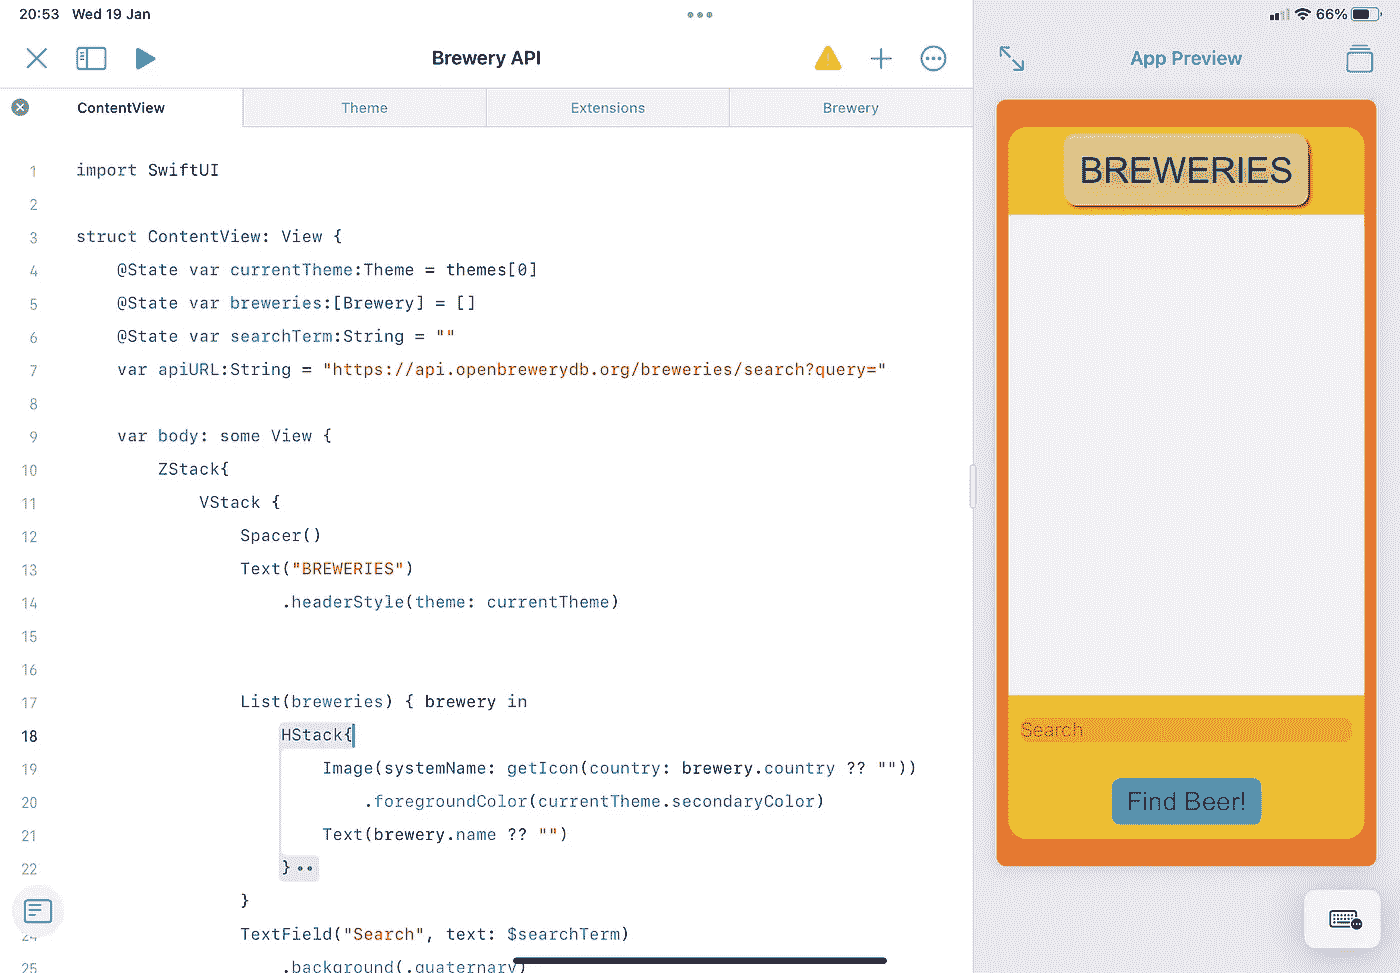 20:53 Wed 19 Jan
66%
Brewery API
App Preview
ContentView
Theme
Extensions
Brewery
1 import SwiftUI
2
3 struct ContentView: View {
4 @State var currentTheme:Theme = themes[0]
5 @State var breweries:[Brewery] = []
6 @State var searchTerm:String = ""
7 var apiURL:String = "https://api.openbrewerydb.org/breweries/search?query="
8
9 var body: some View {
10 ZStack{
11 VStack {
12 Spacer()
13 Text("BREWERIES")
14 .headerStyle(theme: currentTheme)
15
16
17 List(breweries) { brewery in
18 HStack{
19 Image(systemName: getIcon(country: brewery.country ?? ""))
20 .foregroundColor(currentTheme.secondaryColor)
21 Text(brewery.name ?? "")
22 }
}
24 TextField("Search", text: $searchTerm)
25 .background(.quaternary)
BREWERIES
Search
Find Beer!